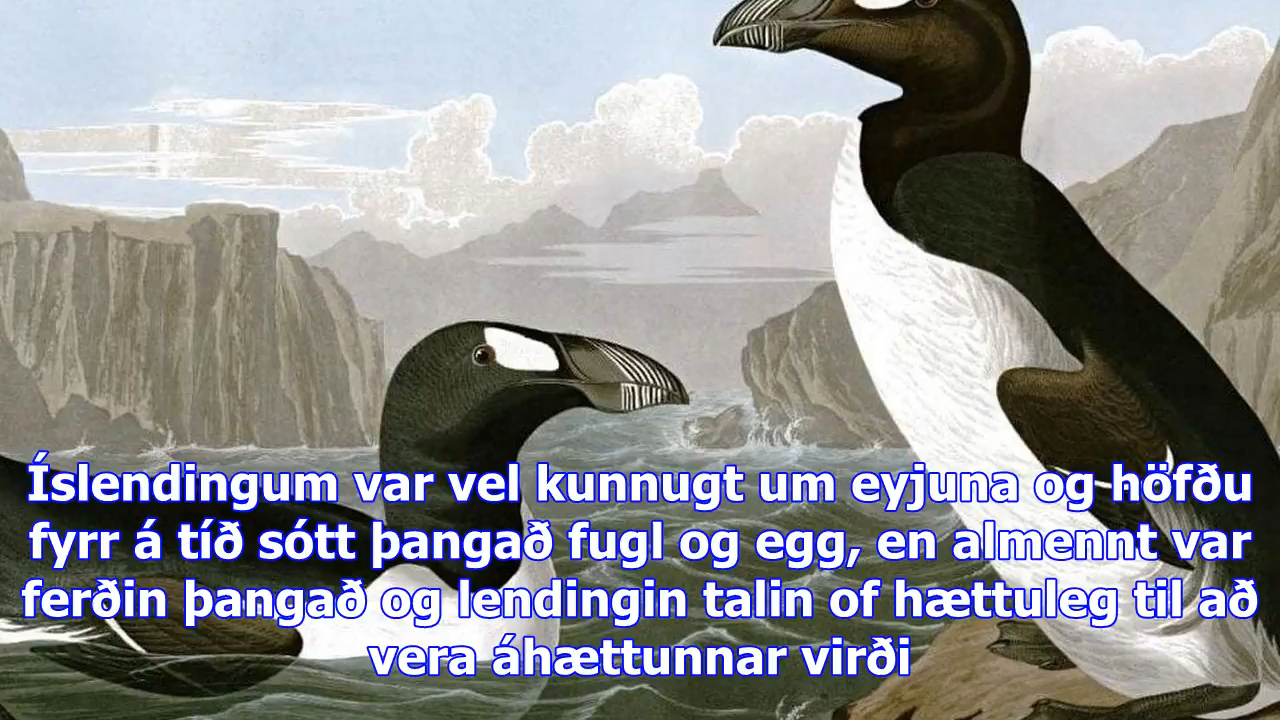 Íslendingum var vel kunnugt um eyjuna og höfðu
fyrr á tíð sótt þangað fugl og egg, en almennt var
ferðin þangað og lendingin talin of hættuleg til að
vera áhættunnar virði